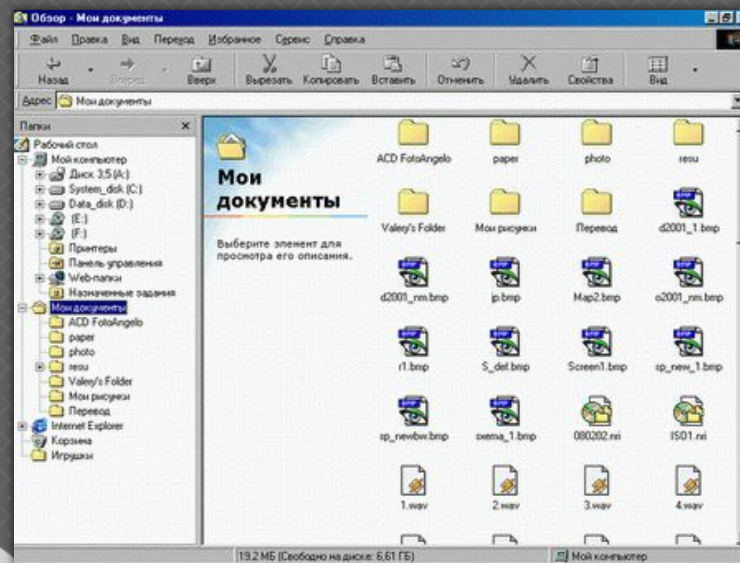 Обзор - Мои документы
Файл Правка Вид Переход Избранное Сервис Справка
Назад Вперед Вверх Вырезать Копировать Вставить Отменить Удалить Свойства Вид
Адрес Мои документы
Папки
Рабочий стол
Мой компьютер
Диск 3,5 (A:)
System_disk (C:)
Data_disk (D:)
(E:)
(F:)
Принтеры
Панель управления
Web-папки
Назначенные задания
Мои документы
ACD FotoAngelo
paper
photo
resu
Valery's Folder
Мои рисунки
Перевод
Internet Explorer
Корзина
Игрушки
Мои
документы
Выберите элемент для
просмотра его описания.
ACD FotoAngelo paper photo resu
Valery's Folder Мои рисунки Перевод d2001_1.bmp
d2001_nm.bmp jp.bmp Map2.bmp o2001_nm.bmp
r1.bmp S_def.bmp Screen1.bmp sp_new_1.bmp
sp_newbw.bmp sxema_1.bmp 080202.nri ISO1.nri
1.wav 2.wav 3.wav 4.wav
19,2 МБ (Свободно на диске: 6,61 ГБ) Мой компьютер